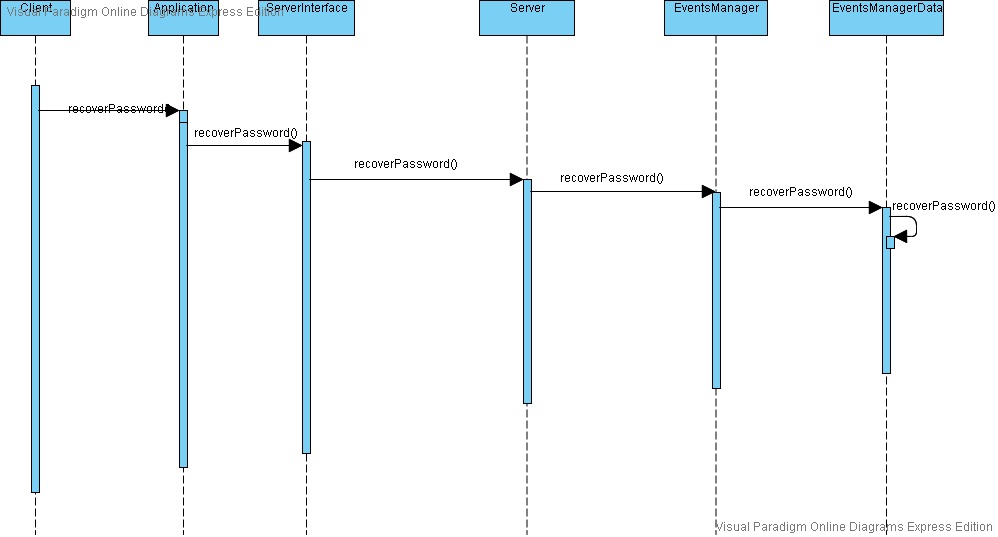 Client
Application
ServerInterface
Server
EventsManager
EventsManagerData
Visual Paradigm Online Diagrams Express Edition
recoverPassword()
recoverPassword()
recoverPassword()
recoverPassword()
recoverPassword()
recoverPassword()
Visual Paradigm Online Diagrams Express Edition